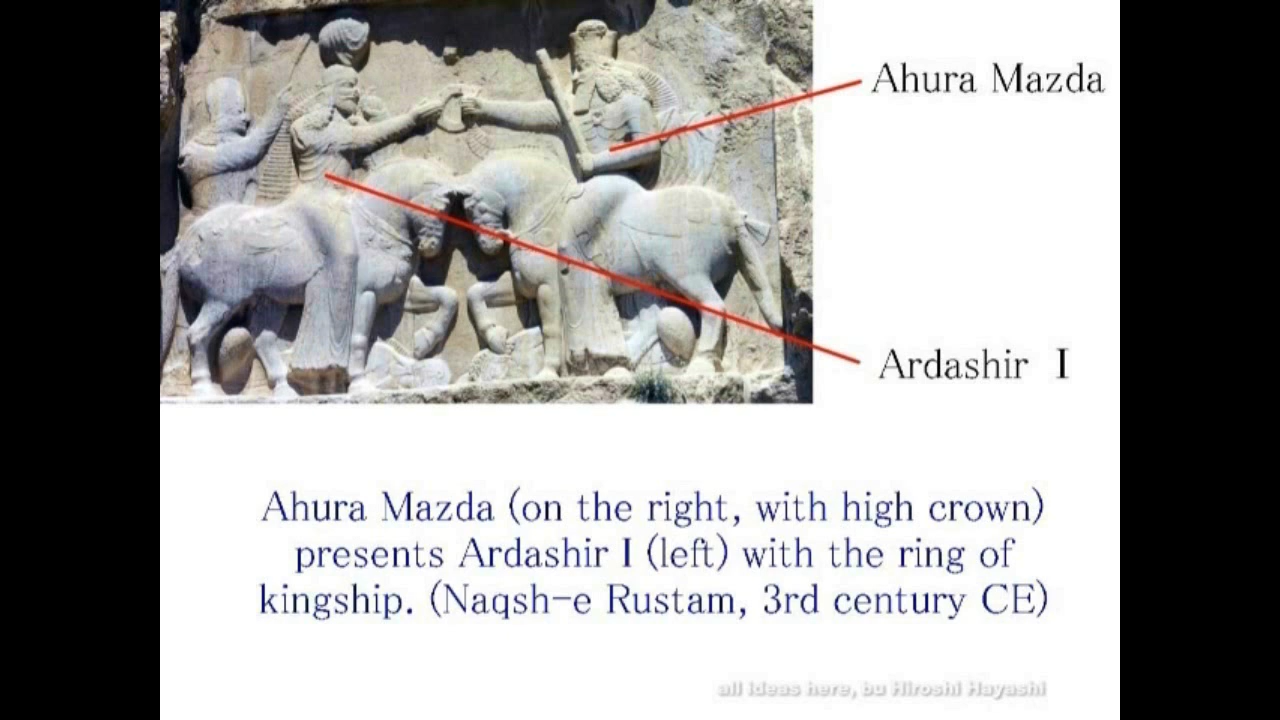 Ahura Mazda
Ardashir I
Ahura Mazda (on the right, with high crown)
presents Ardashir I (left) with the ring of
kingship. (Naqsh-e Rustam, 3rd century CE)
all ideas here, bu Hiroshi Hayashi